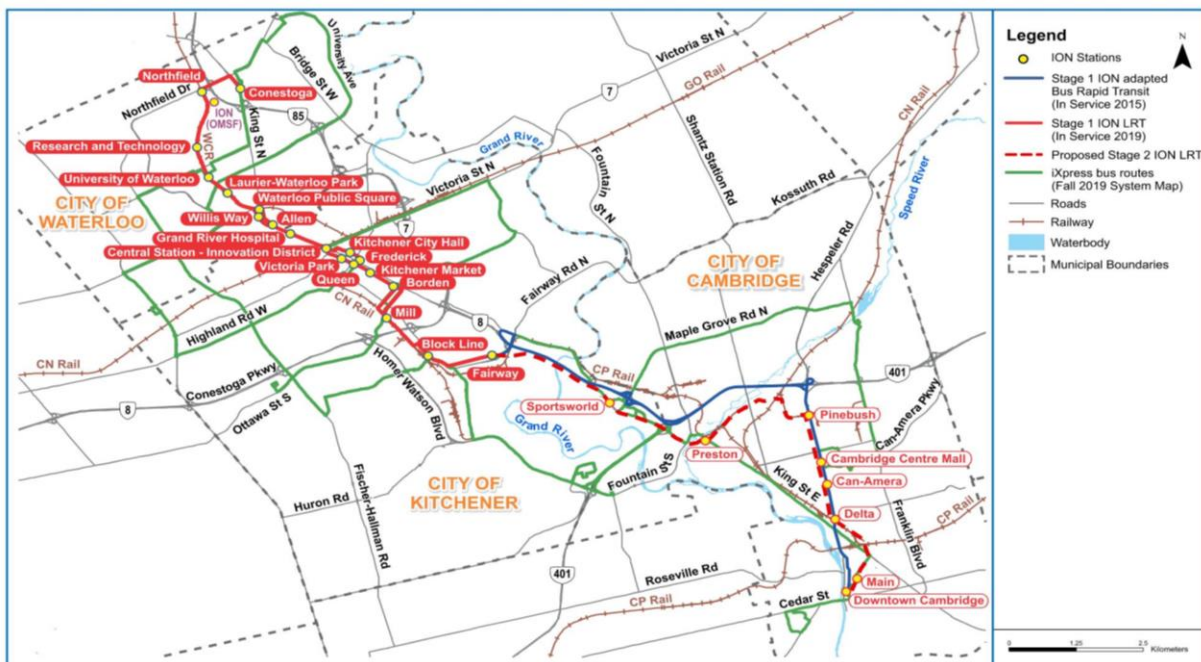 Northfield
Northfield Dr
ION
(OMSF)
Conestoga
King St N
Bridge St W
University Ave
85
WCR
Research and Technology
University of Waterloo
Laurier-Waterloo Park
Waterloo Public Square
CITY OF
WATERLOO
Willis Way
Allen
Grand River Hospital
Central Station - Innovation District
Victoria Park
Queen
Kitchener City Hall
Frederick
Kitchener Market
Borden
Mill
Block Line
Fairway
Victoria St N
7
Victoria St N
7
GO Rail
Grand River
Fountain St N
Shantz Station Rd
Kossuth Rd
Hespeler Rd
Speed River
CN Rail
CITY OF
CAMBRIDGE
Fairway Rd N
Maple Grove Rd N
8
CN Rail
Highland Rd W
CN Rail
Conestoga Pkwy
8
Ottawa St S
Homer Watson Blvd
CP Rail
Sportsworld
Grand River
Preston
401
Pinebush
Can-Amera Pkwy
Cambridge Centre Mall
Can-Amera
King St E
Delta
Franklin Blvd
CP Rail
Fountain St S
Huron Rd
Fischer-Hallman Rd
CITY OF
KITCHENER
401
Roseville Rd
CP Rail
Cedar St
Main
Downtown Cambridge
Legend
N
ION Stations
Stage 1 ION adapted
Bus Rapid Transit
(In Service 2015)
Stage 1 ION LRT
(In Service 2019)
Proposed Stage 2 ION LRT
iXpress bus routes
(Fall 2019 System Map)
Roads
Railway
Waterbody
Municipal Boundaries
0 1.25 2.5
Kilometers